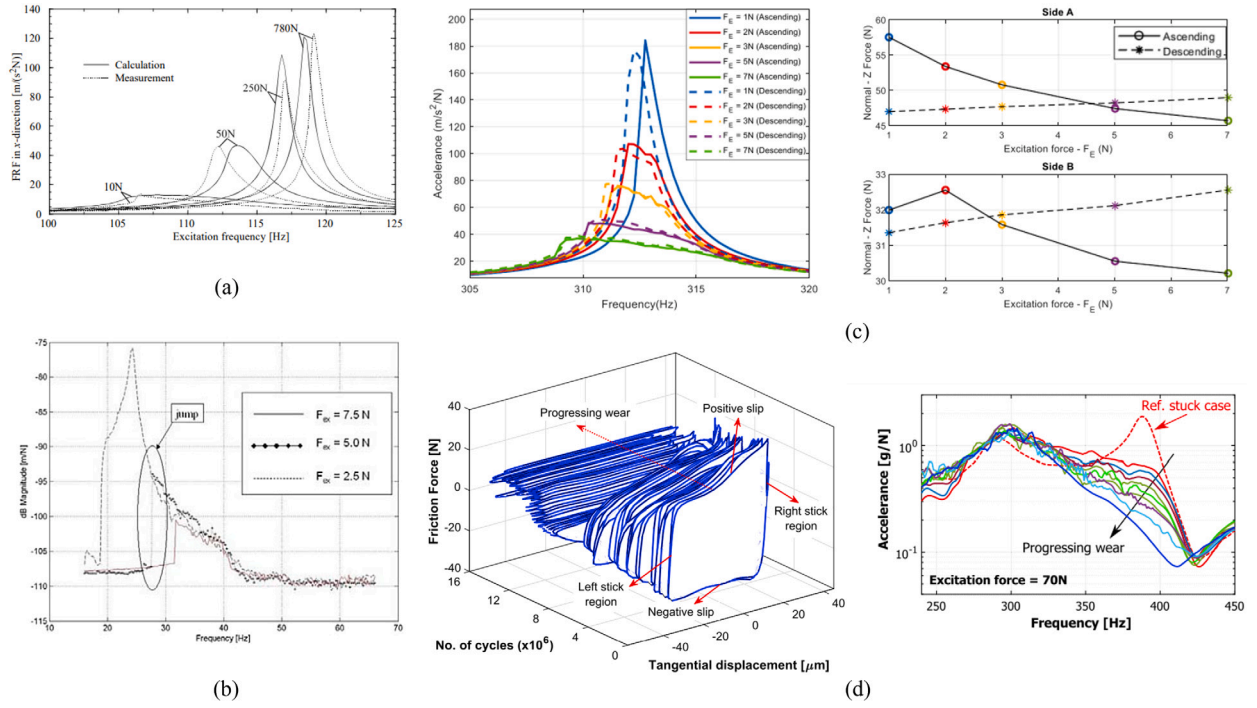 FRF in x-direction [m/(s²N)]
140
120
100
80
60
40
20
0
780N
Calculation
Measurement
250N
50N
10N
100
105
110
115
120
125
Excitation frequency [Hz]
(a)
Accelerance (m/s²/N)
200
180
160
140
120
100
80
60
40
20
F_E = 1N (Ascending)
F_E = 2N (Ascending)
F_E = 3N (Ascending)
F_E = 5N (Ascending)
F_E = 7N (Ascending)
F_E = 1N (Descending)
F_E = 2N (Descending)
F_E = 3N (Descending)
F_E = 5N (Descending)
F_E = 7N (Descending)
305
310
315
320
Frequency(Hz)
Side A
Normal - Z Force (N)
60
55
50
45
Ascending
Descending
1
2
3
4
5
6
7
Excitation force - F_E (N)
Side B
Normal - Z Force (N)
33
32
31
30
1
2
3
4
5
6
7
Excitation force - F_E (N)
(c)
dB Magnitude [m/N]
-75
-80
-85
-90
-95
-100
-105
-110
-115
jump
F_ex = 7.5 N
F_ex = 5.0 N
F_ex = 2.5 N
10
20
30
40
50
60
70
Frequency [Hz]
(b)
Friction Force [N]
40
20
0
-20
-40
Progressing wear
Positive slip
Right stick
region
Left stick
region
Negative slip
16
12
8
4
0
No. of cycles (x10⁶)
-40
-20
0
20
40
Tangential displacement [μm]
Accelerance [g/N]
10⁰
10⁻¹
Ref. stuck case
Progressing wear
Excitation force = 70N
250
300
350
400
450
Frequency [Hz]
(d)